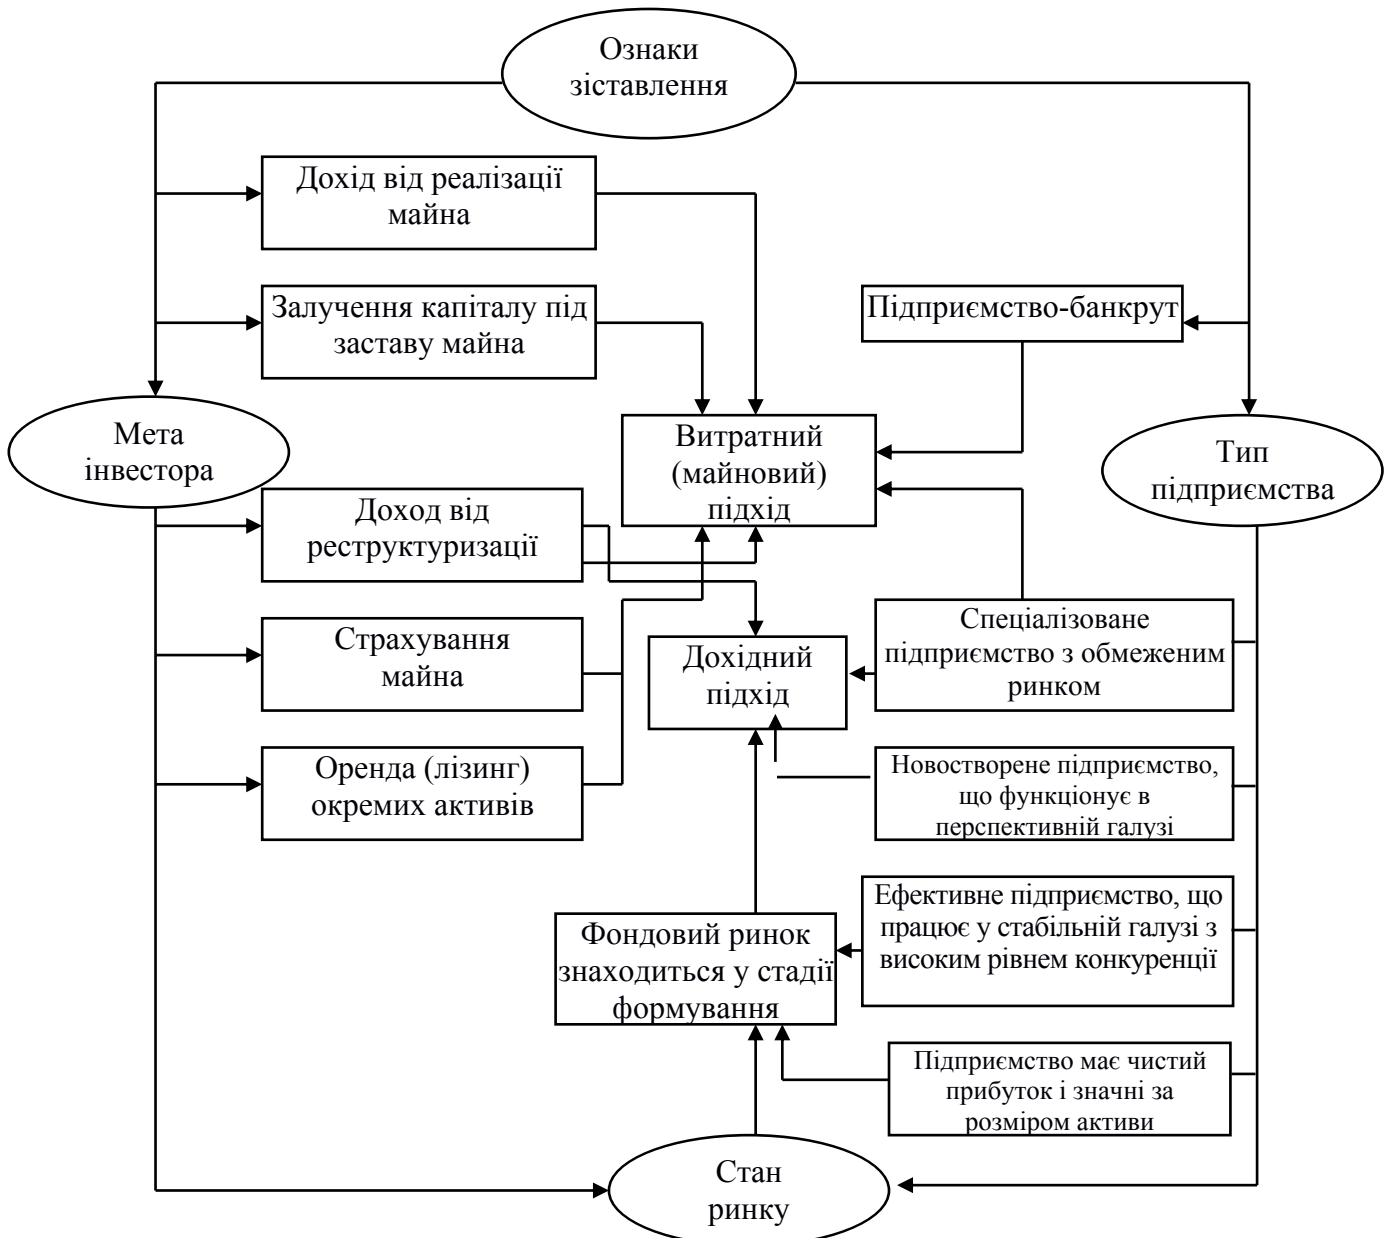 Ознаки
зіставлення
Дохід від реалізації
майна
Залучення капіталу під
заставу майна
Підприємство-банкрут
Мета
інвестора
Витратний
(майновий)
підхід
Тип
підприємства
Доход від
реструктуризації
Страхування
майна
Дохідний
підхід
Спеціалізоване
підприємство з обмеженим
ринком
Оренда (лізинг)
окремих активів
Новостворене підприємство,
що функціонує в
перспективній галузі
Фондовий ринок
знаходиться у стадії
формування
Ефективне підприємство, що
працює у стабільній галузі з
високим рівнем конкуренції
Підприємство має чистий
прибуток і значні за
розміром активи
Стан
ринку